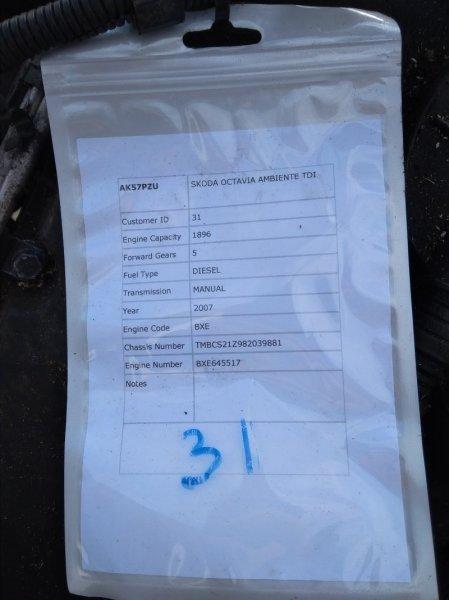 AK57PZU SKODA OCTAVIA AMBIENTE TDI
Customer ID 31
Engine Capacity 1896
Forward Gears 5
Fuel Type DIESEL
Transmission MANUAL
Year 2007
Engine Code BXE
Chassis Number TMBCS21Z982039881
Engine Number BXE645517
Notes
31